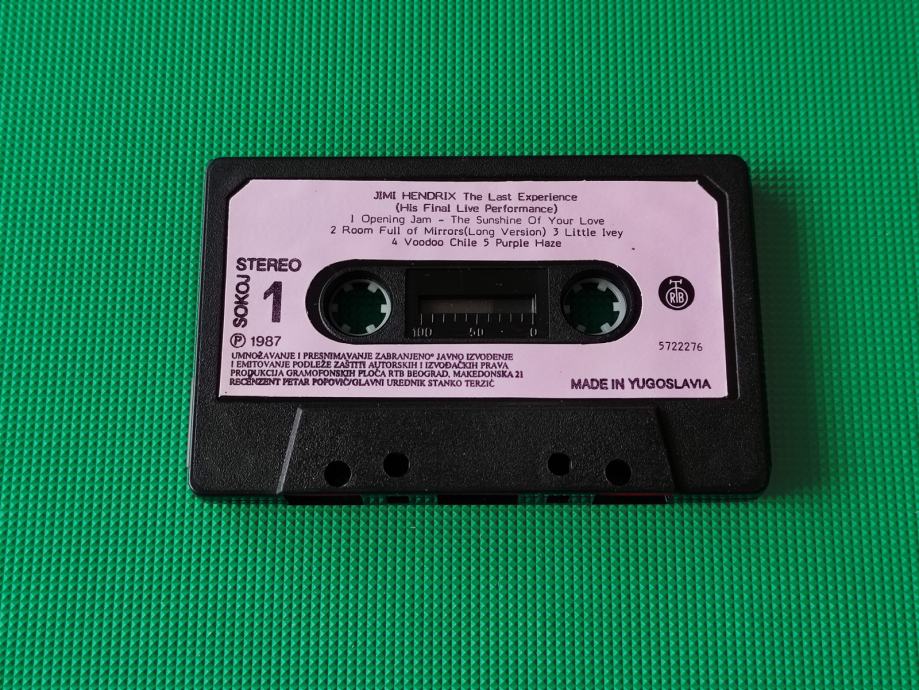 JIMI HENDRIX The Last Experience
(His Final Live Performance)
1 Opening Jam - The Sunshine Of Your Love
2 Room Full of Mirrors(Long Version) 3 Little Ivey
4 Voodoo Chile 5 Purple Haze
STEREO
SOKOJ
1
RTB
℗ 1987
5722276
UMNOŽAVANJE I PRESNIMAVANJE ZABRANJENO° JAVNO IZVOĐENJE
I EMITOVANJE PODLEŽE ZAŠTITI AUTORSKIH I IZVOĐAČKIH PRAVA
PRODUKCIJA GRAMOFONSKIH PLOČA RTB BEOGRAD, MAKEDONSKA 21
RECENZENT PETAR POPOVIĆ/GLAVNI UREDNIK STANKO TERZIĆ
MADE IN YUGOSLAVIA
100 50 0